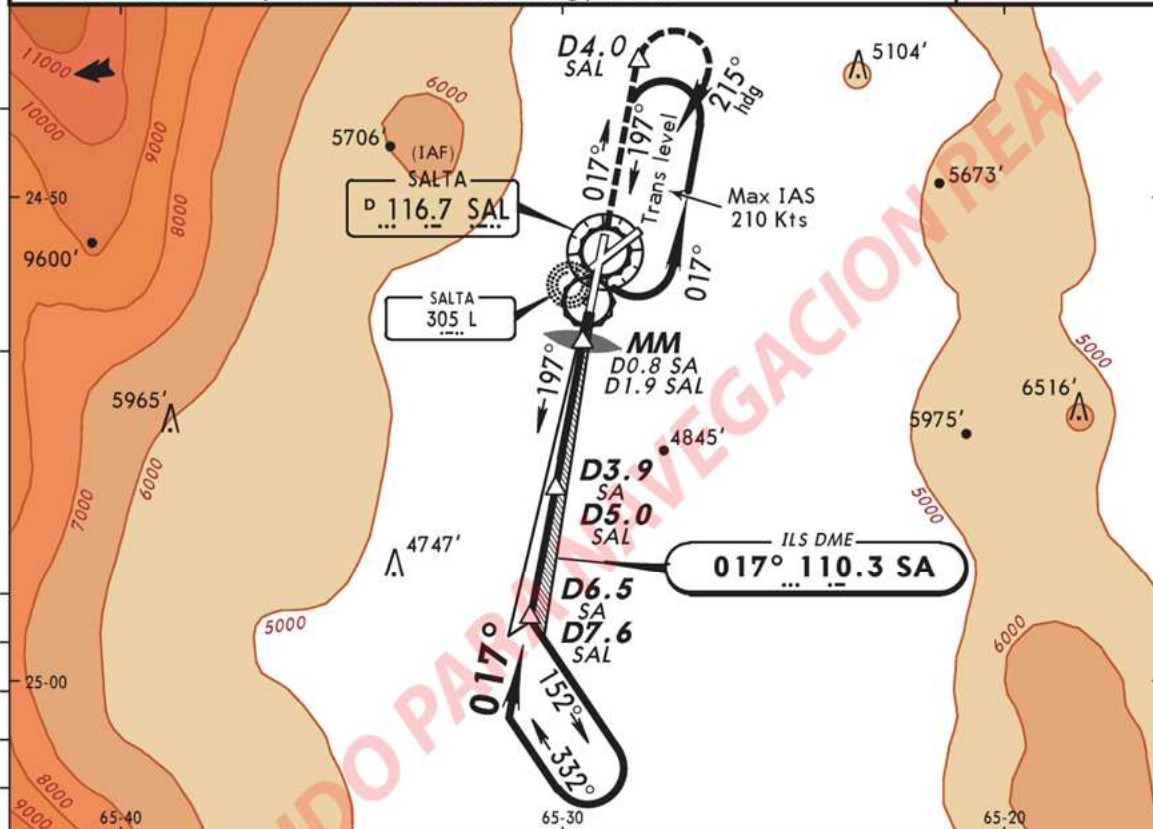 11000
10000
9000
8000
9600'
24-50
5706'
6000
(IAF)
SALTA
D 116.7 SAL
SALTA
305 L
D4.0
SAL
215°
hdg
017°
197°
Trans level
Max IAS
210 Kts
017°
5104'
5673'
MM
D0.8 SA
D1.9 SAL
197°
5965'
6000
7000
4845'
5975'
6516'
5000
5000
D3.9
SA
D5.0
SAL
4747'
ILS DME
017° 110.3 SA
D6.5
SA
D7.6
SAL
5000
017°
152°
332°
25-00
6000
8000
9000
65-40
65-30
65-20
NDO PARA NAVEGACION REAL